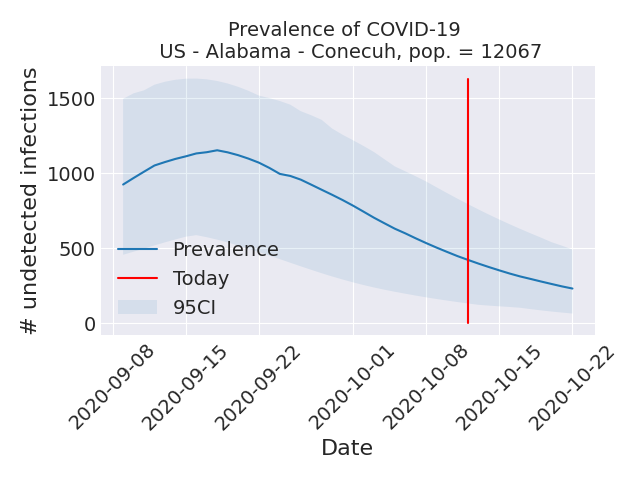 Prevalence of COVID-19
US - Alabama - Conecuh, pop. = 12067
# undetected infections
1500
1000
500
0
Prevalence
Today
95CI
2020-09-08
2020-09-15
2020-09-22
2020-10-01
2020-10-08
2020-10-15
2020-10-22
Date